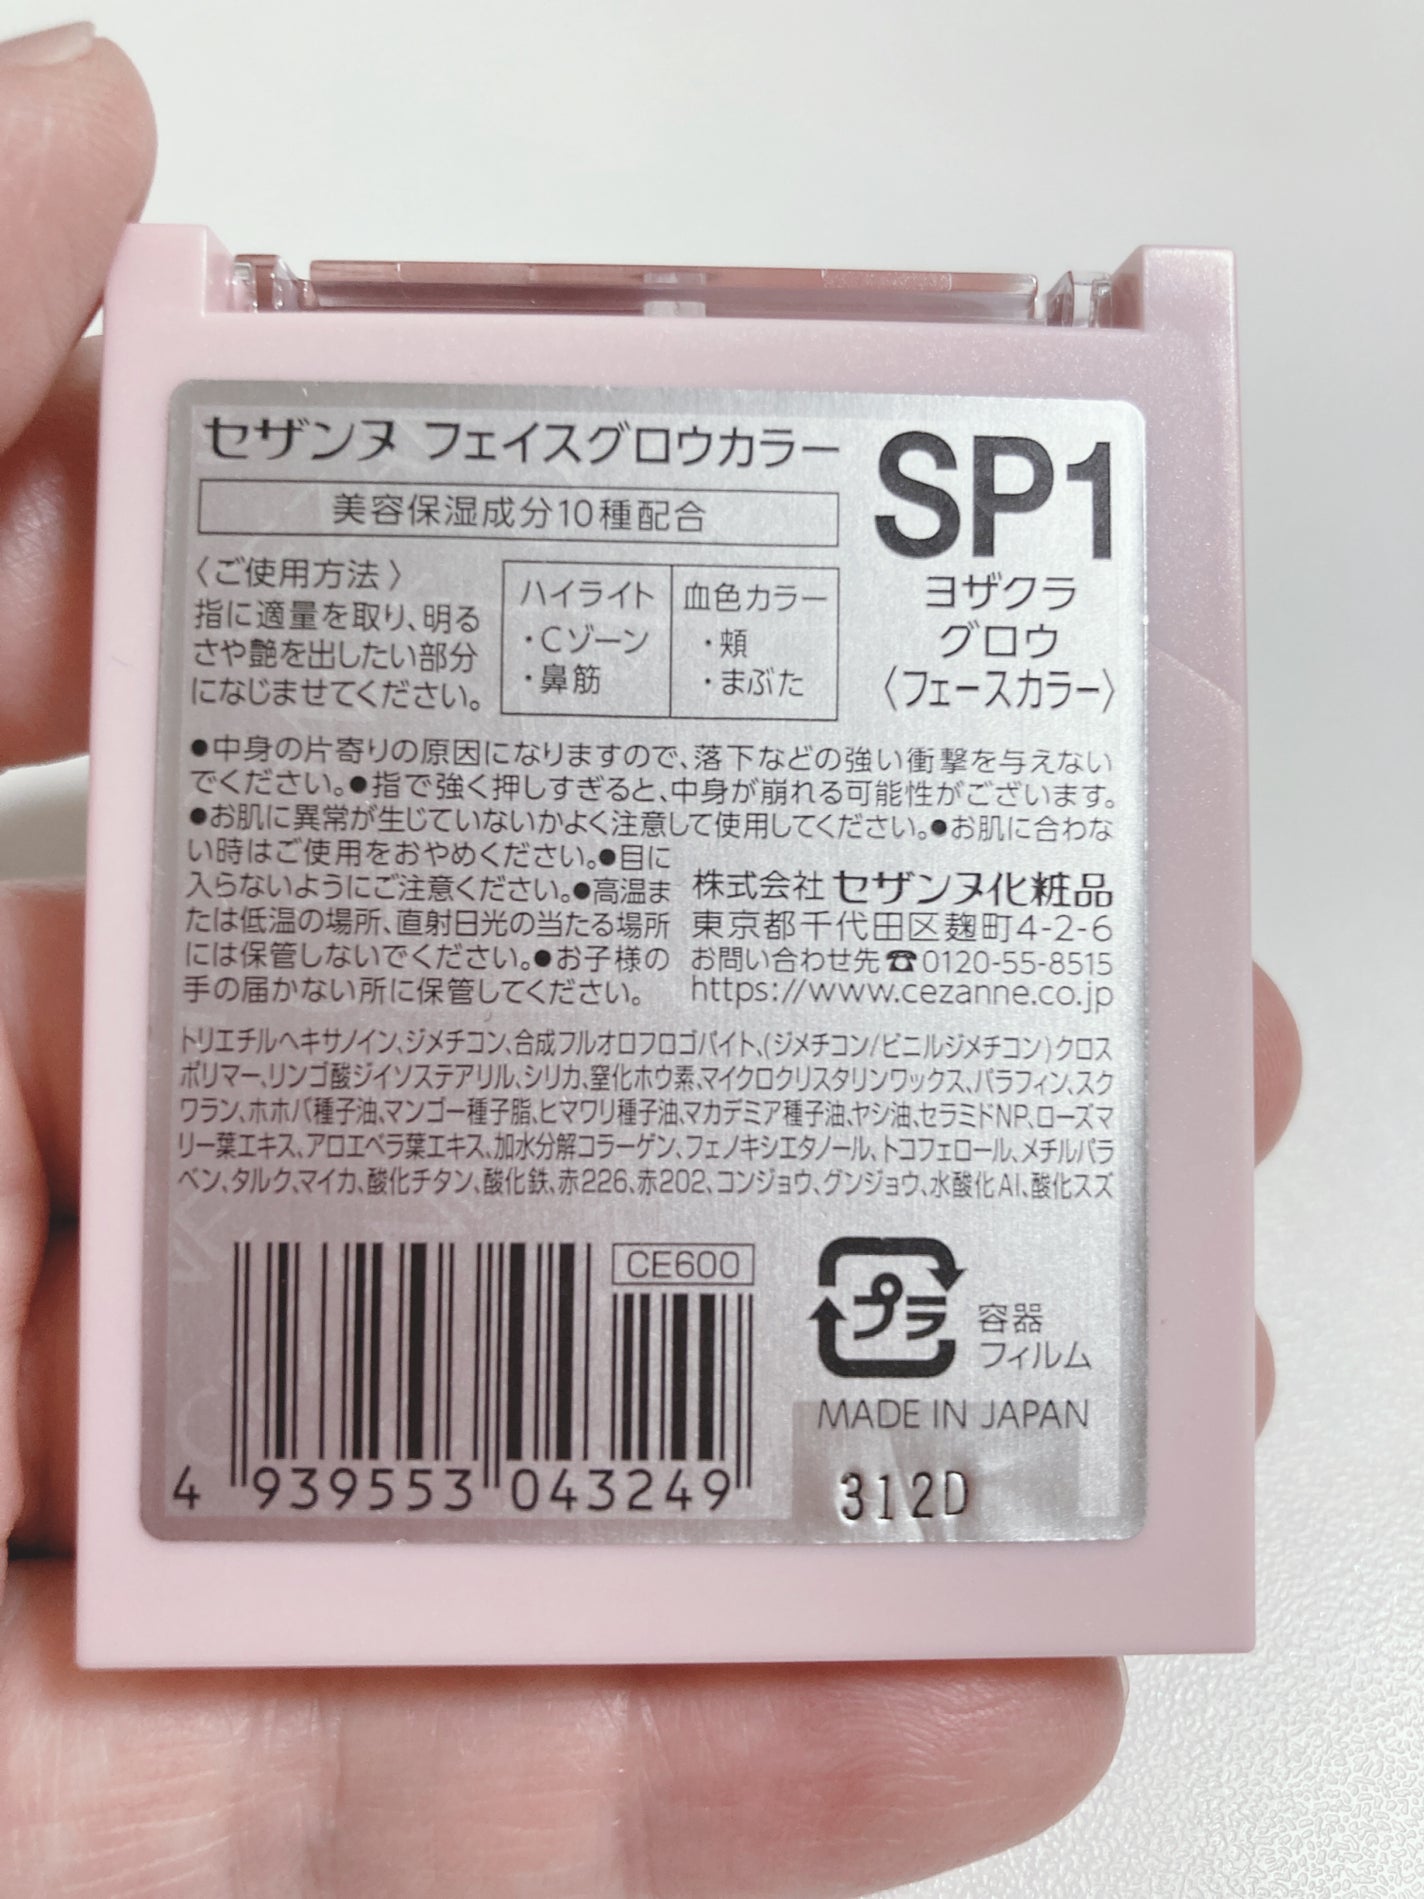 セザンヌ フェイスグロウカラー
美容保湿成分10種配合
SP1
ヨザクラ
グロウ
〈フェースカラー〉
〈ご使用方法〉
指に適量を取り、明る
さや艶を出したい部分
になじませてください。
ハイライト
・Cゾーン
・鼻筋
血色カラー
・頬
・まぶた
●中身の片寄りの原因になりますので、落下などの強い衝撃を与えない
でください。●指で強く押しすぎると、中身が崩れる可能性がございます。
●お肌に異常が生じていないかよく注意して使用してください。●お肌に合わな
い時はご使用をおやめください。●目に
入らないようにご注意ください。●高温ま
たは低温の場所、直射日光の当たる場所
には保管しないでください。●お子様の
手の届かない所に保管してください。
株式会社 セザンヌ化粧品
東京都千代田区麹町4-2-6
お問い合わせ先☎0120-55-8515
https://www.cezanne.co.jp
トリエチルヘキサノイン、ジメチコン、合成フルオロフロゴパイト、(ジメチコン/ビニルジメチコン)クロス
ポリマー、リンゴ酸ジイソステアリル、シリカ、窒化ホウ素、マイクロクリスタリンワックス、パラフィン、スク
ワラン、ホホバ種子油、マンゴー種子脂、ヒマワリ種子油、マカデミア種子油、ヤシ油、セラミドNP、ローズマ
リー葉エキス、アロエベラ葉エキス、加水分解コラーゲン、フェノキシエタノール、トコフェロール、メチルパラ
ベン、タルク、マイカ、酸化チタン、酸化鉄、赤226、赤202、コンジョウ、グンジョウ、水酸化Al、酸化スズ
CE600
4 939553 043249
プラ
容器
フィルム
MADE IN JAPAN
312D